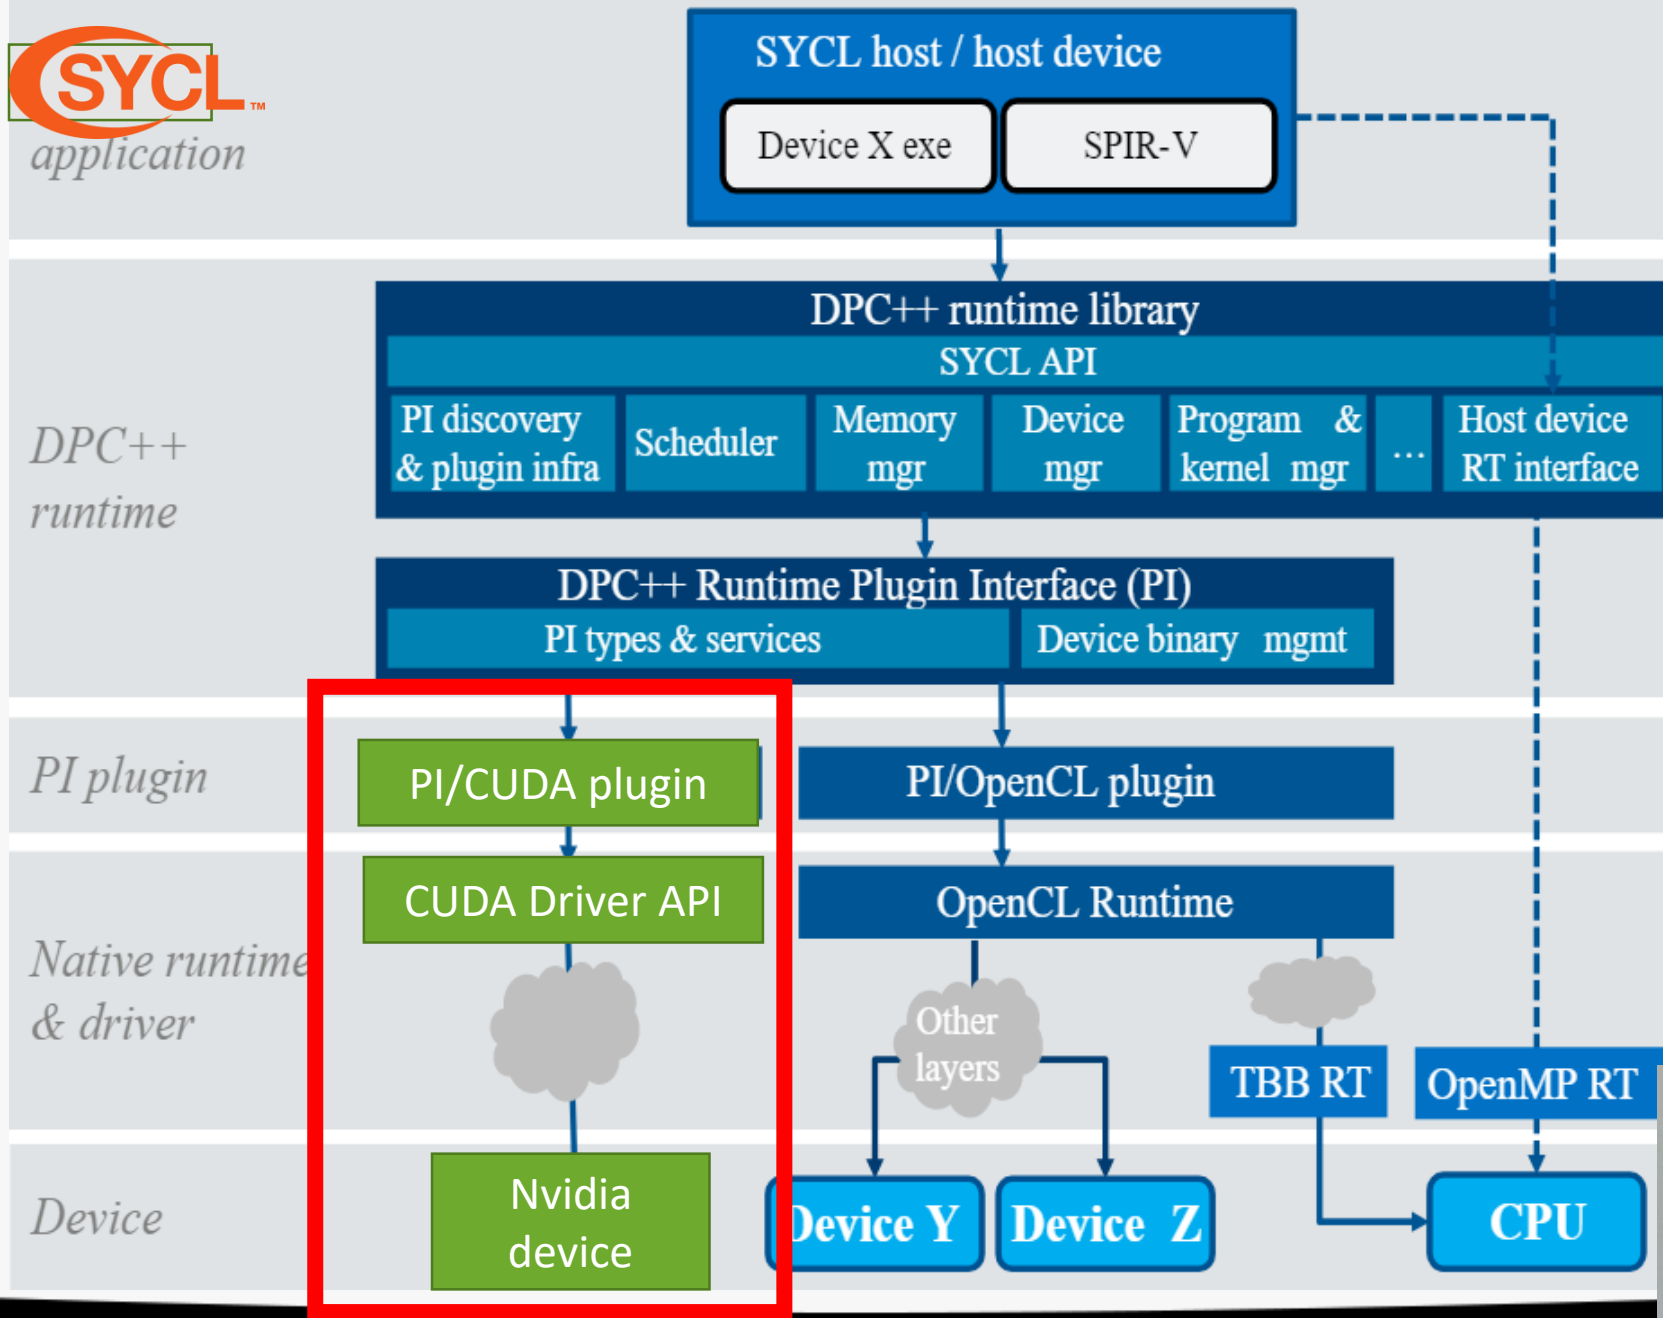 SYCL™
application
SYCL host / host device
Device X exe
SPIR-V
DPC++
runtime
DPC++ runtime library
SYCL API
PI discovery
& plugin infra
Scheduler
Memory
mgr
Device
mgr
Program &
kernel mgr
...
Host device
RT interface
DPC++ Runtime Plugin Interface (PI)
PI types & services
Device binary mgmt
PI plugin
PI/CUDA plugin
PI/OpenCL plugin
Native runtime
& driver
CUDA Driver API
OpenCL Runtime
Other
layers
TBB RT
OpenMP RT
Device
Nvidia
device
Device Y
Device Z
CPU